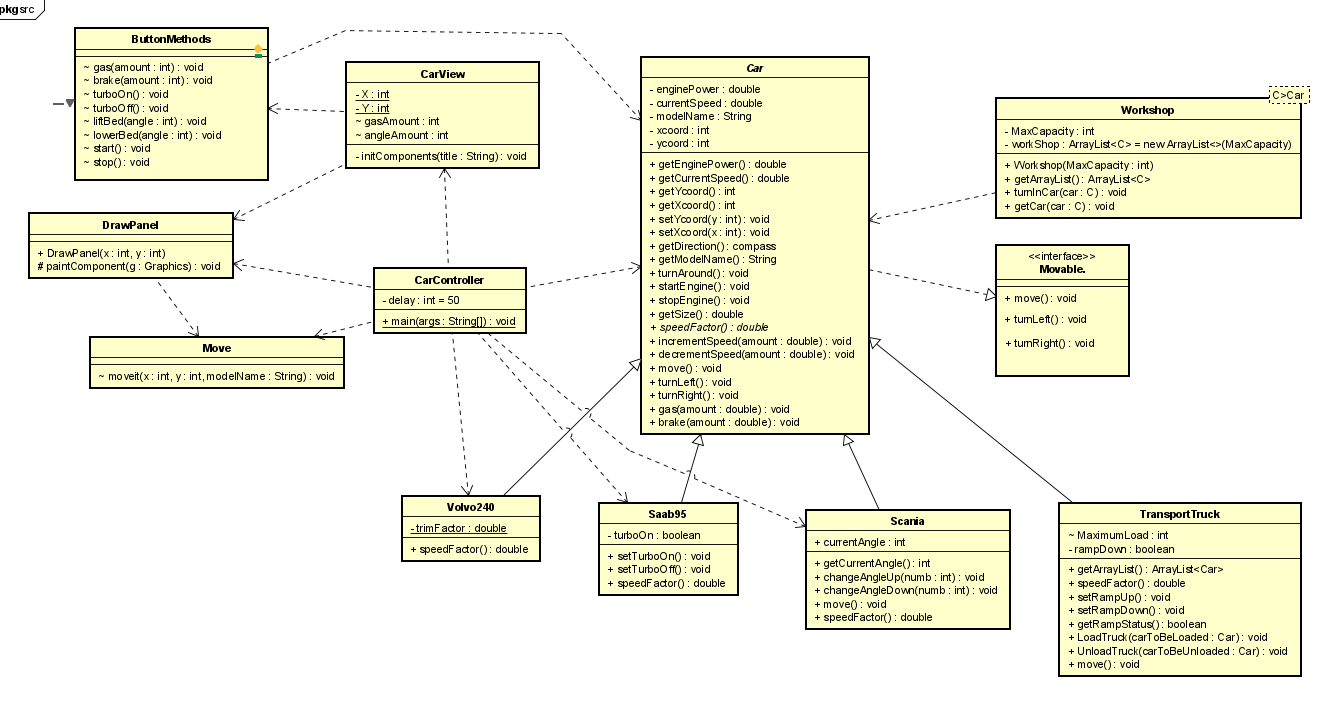 pkg src
ButtonMethods
~ gas(amount : int) : void
~ brake(amount : int) : void
~ turboOn() : void
~ turboOff() : void
~ liftBed(angle : int) : void
~ lowerBed(angle : int) : void
~ start() : void
~ stop() : void
CarView
- X : int
- Y : int
~ gasAmount : int
~ angleAmount : int
- initComponents(title : String) : void
DrawPanel
+ DrawPanel(x : int, y : int)
# paintComponent(g : Graphics) : void
CarController
- delay : int = 50
+ main(args : String[]) : void
Move
~ moveit(x : int, y : int, modelName : String) : void
Car
- enginePower : double
- currentSpeed : double
- modelName : String
- xcoord : int
- ycoord : int
+ getEnginePower() : double
+ getCurrentSpeed() : double
+ getYcoord() : int
+ getXcoord() : int
+ setYcoord(y : int) : void
+ setXcoord(x : int) : void
+ getDirection() : compass
+ getModelName() : String
+ turnAround() : void
+ startEngine() : void
+ stopEngine() : void
+ getSize() : double
+ speedFactor() : double
+ incrementSpeed(amount : double) : void
+ decrementSpeed(amount : double) : void
+ move() : void
+ turnLeft() : void
+ turnRight() : void
+ gas(amount : double) : void
+ brake(amount : double) : void
C>Car
Workshop
- MaxCapacity : int
- workShop : ArrayList<C> = new ArrayList<>(MaxCapacity)
+ Workshop(MaxCapacity : int)
+ getArrayList() : ArrayList<C>
+ turnInCar(car : C) : void
+ getCar(car : C) : void
<<interface>>
Movable.
+ move() : void
+ turnLeft() : void
+ turnRight() : void
Volvo240
- trimFactor : double
+ speedFactor() : double
Saab95
- turboOn : boolean
+ setTurboOn() : void
+ setTurboOff() : void
+ speedFactor() : double
Scania
+ currentAngle : int
+ getCurrentAngle() : int
+ changeAngleUp(numb : int) : void
+ changeAngleDown(numb : int) : void
+ move() : void
+ speedFactor() : double
TransportTruck
~ MaximumLoad : int
- rampDown : boolean
+ getArrayList() : ArrayList<Car>
+ speedFactor() : double
+ setRampUp() : void
+ setRampDown() : void
+ getRampStatus() : boolean
+ LoadTruck(carToBeLoaded : Car) : void
+ UnloadTruck(carToBeUnloaded : Car) : void
+ move() : void